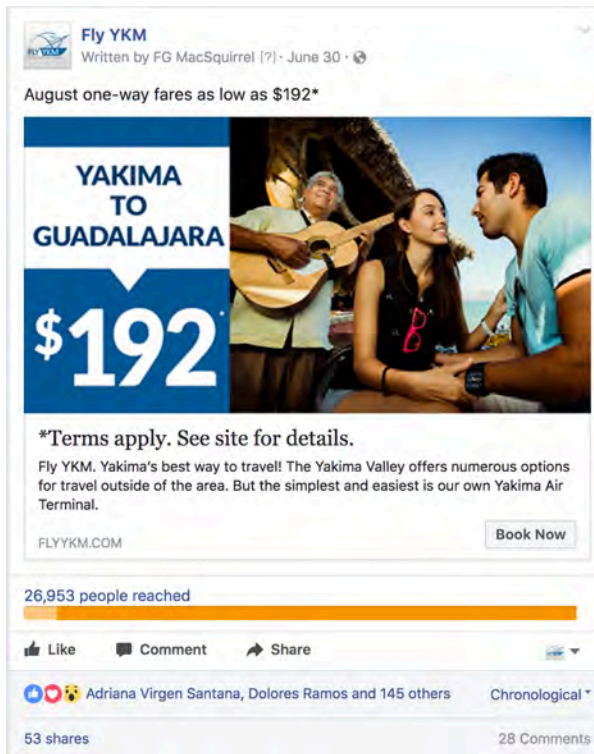 Fly YKM
Written by FG MacSquirrel [?] · June 30 ·
August one-way fares as low as $192*
YAKIMA
TO
GUADALAJARA
$192*
*Terms apply. See site for details.
Fly YKM. Yakima's best way to travel! The Yakima Valley offers numerous options
for travel outside of the area. But the simplest and easiest is our own Yakima Air
Terminal.
Book Now
FLYYKM.COM
26,953 people reached
Like Comment Share
Adriana Virgen Santana, Dolores Ramos and 145 others Chronological
53 shares 28 Comments